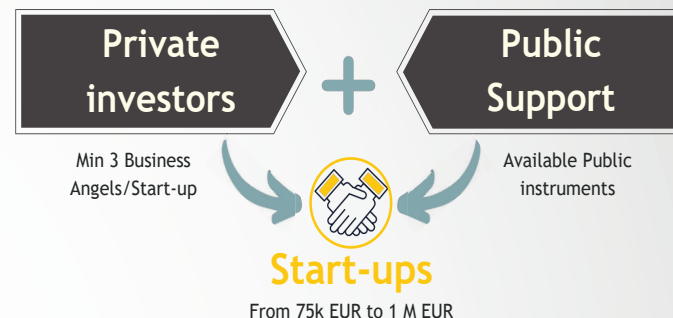 Private
investors
+
Public
Support
Min 3 Business
Angels/Start-up
Available Public
instruments
Start-ups
From 75k EUR to 1 M EUR